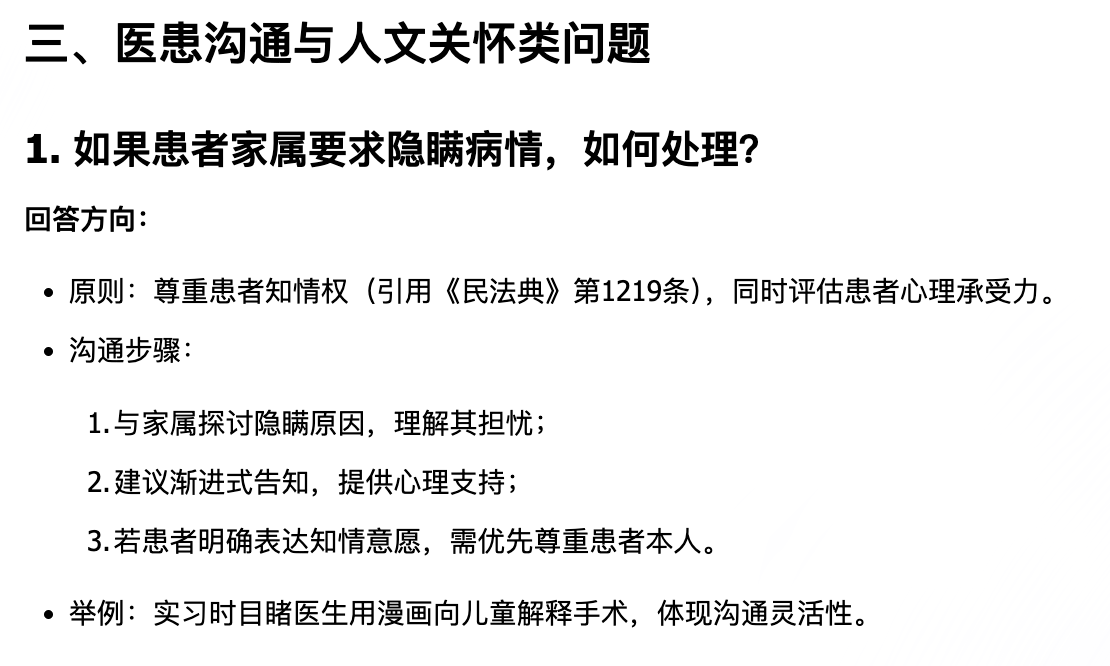 三、医患沟通与人文关怀类问题
1. 如果患者家属要求隐瞒病情，如何处理？
回答方向：
• 原则：尊重患者知情权（引用《民法典》第1219条），同时评估患者心理承受力。
• 沟通步骤：
1. 与家属探讨隐瞒原因，理解其担忧；
2. 建议渐进式告知，提供心理支持；
3. 若患者明确表达知情意愿，需优先尊重患者本人。
• 举例：实习时目睹医生用漫画向儿童解释手术，体现沟通灵活性。